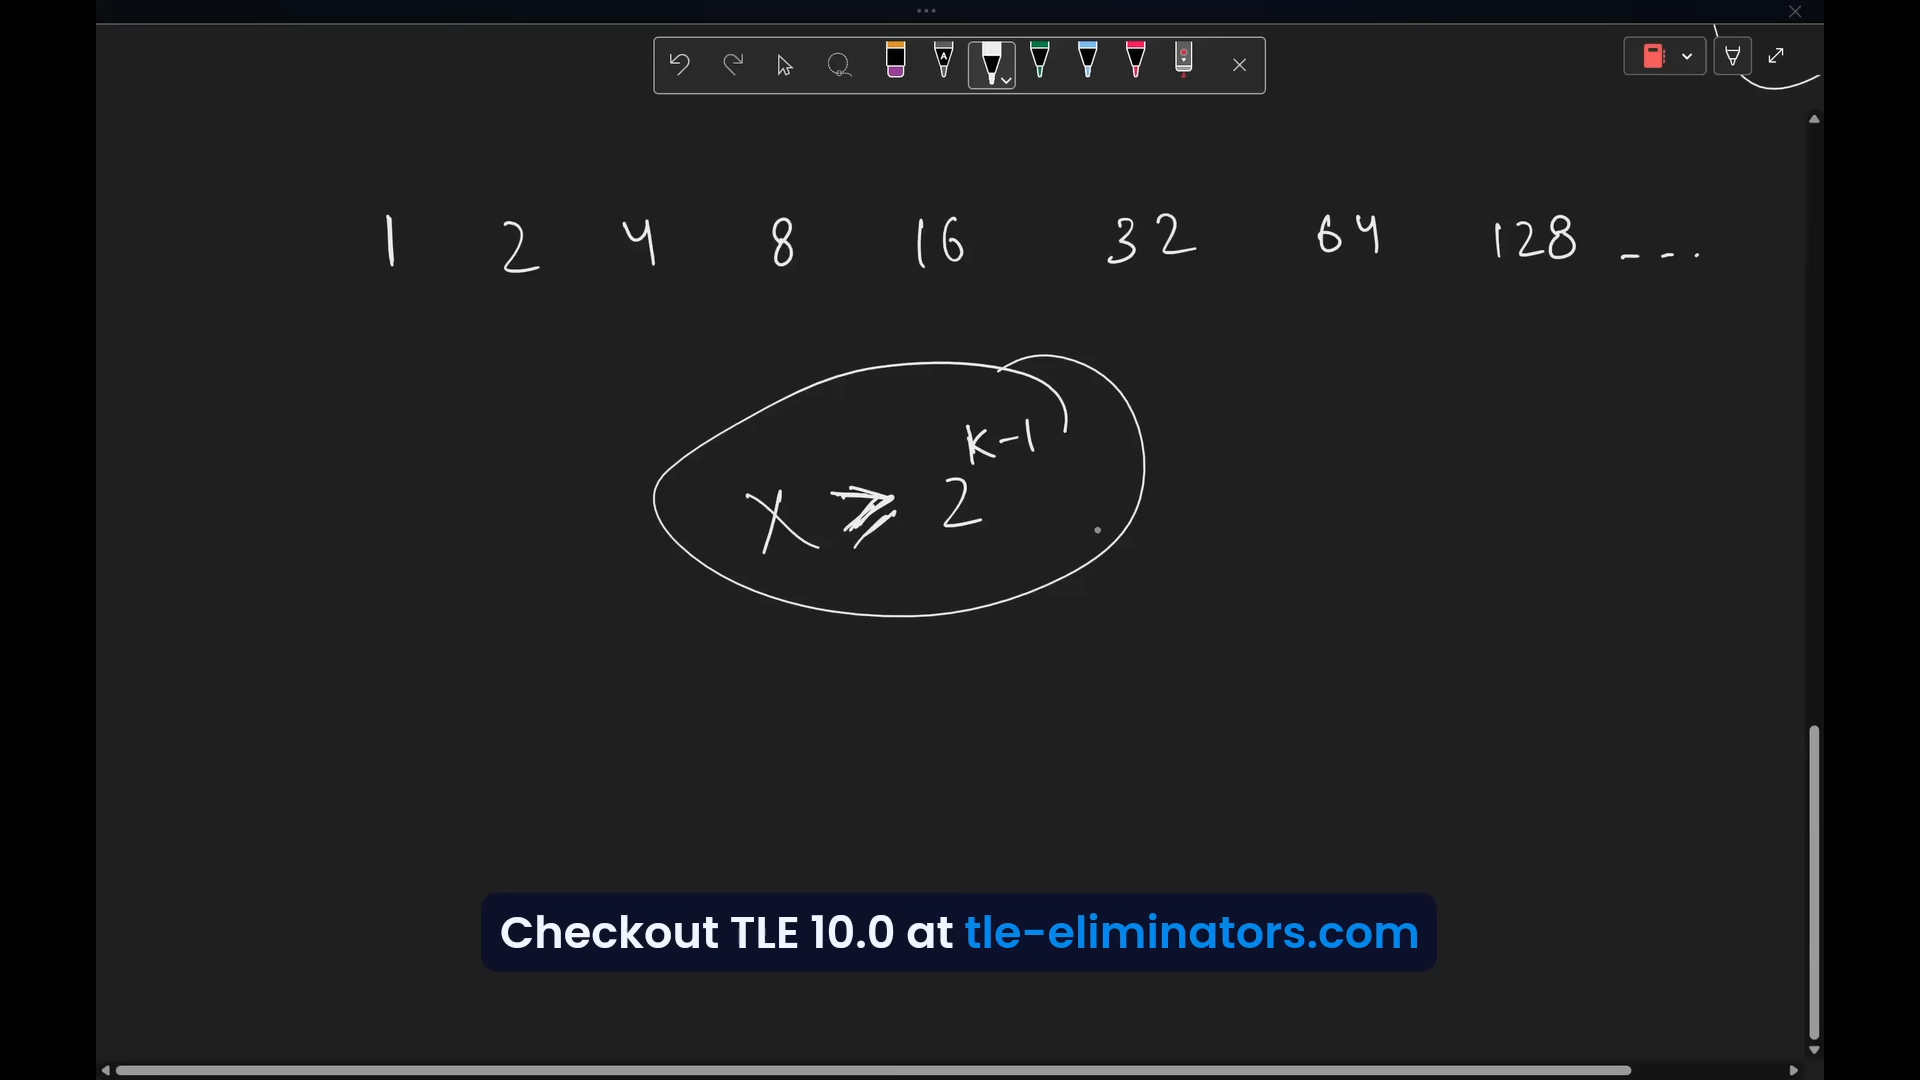 1 2 4 8 16 32 64 128 _ _ . .
X ≥ 2^{K-1}
Checkout TLE 10.0 at tle-eliminators.com